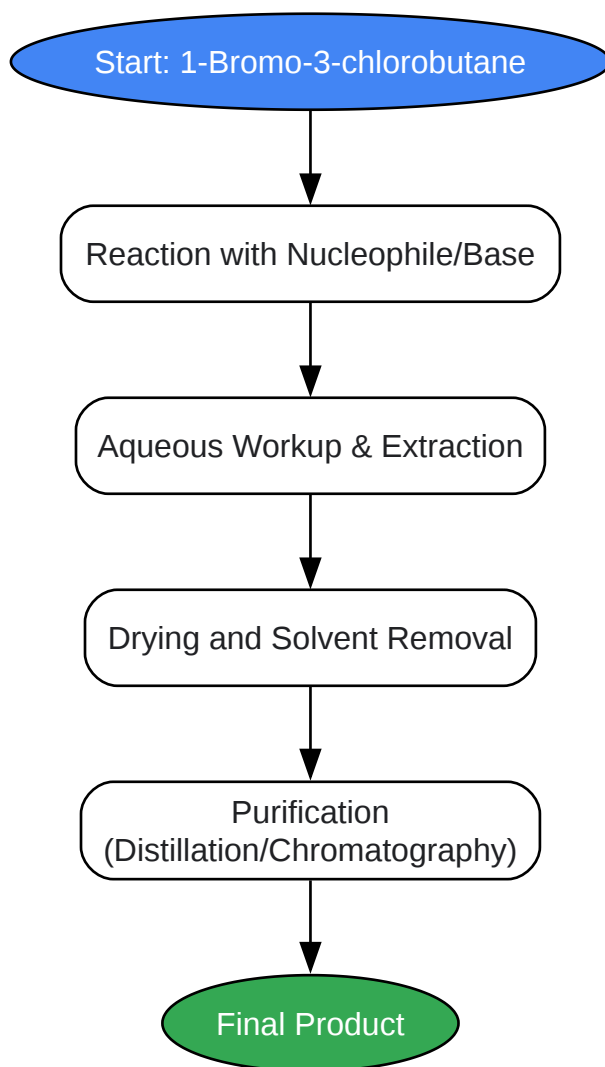 Start: 1-Bromo-3-chlorobutane
Reaction with Nucleophile/Base
Aqueous Workup & Extraction
Drying and Solvent Removal
Purification
(Distillation/Chromatography)
Final Product